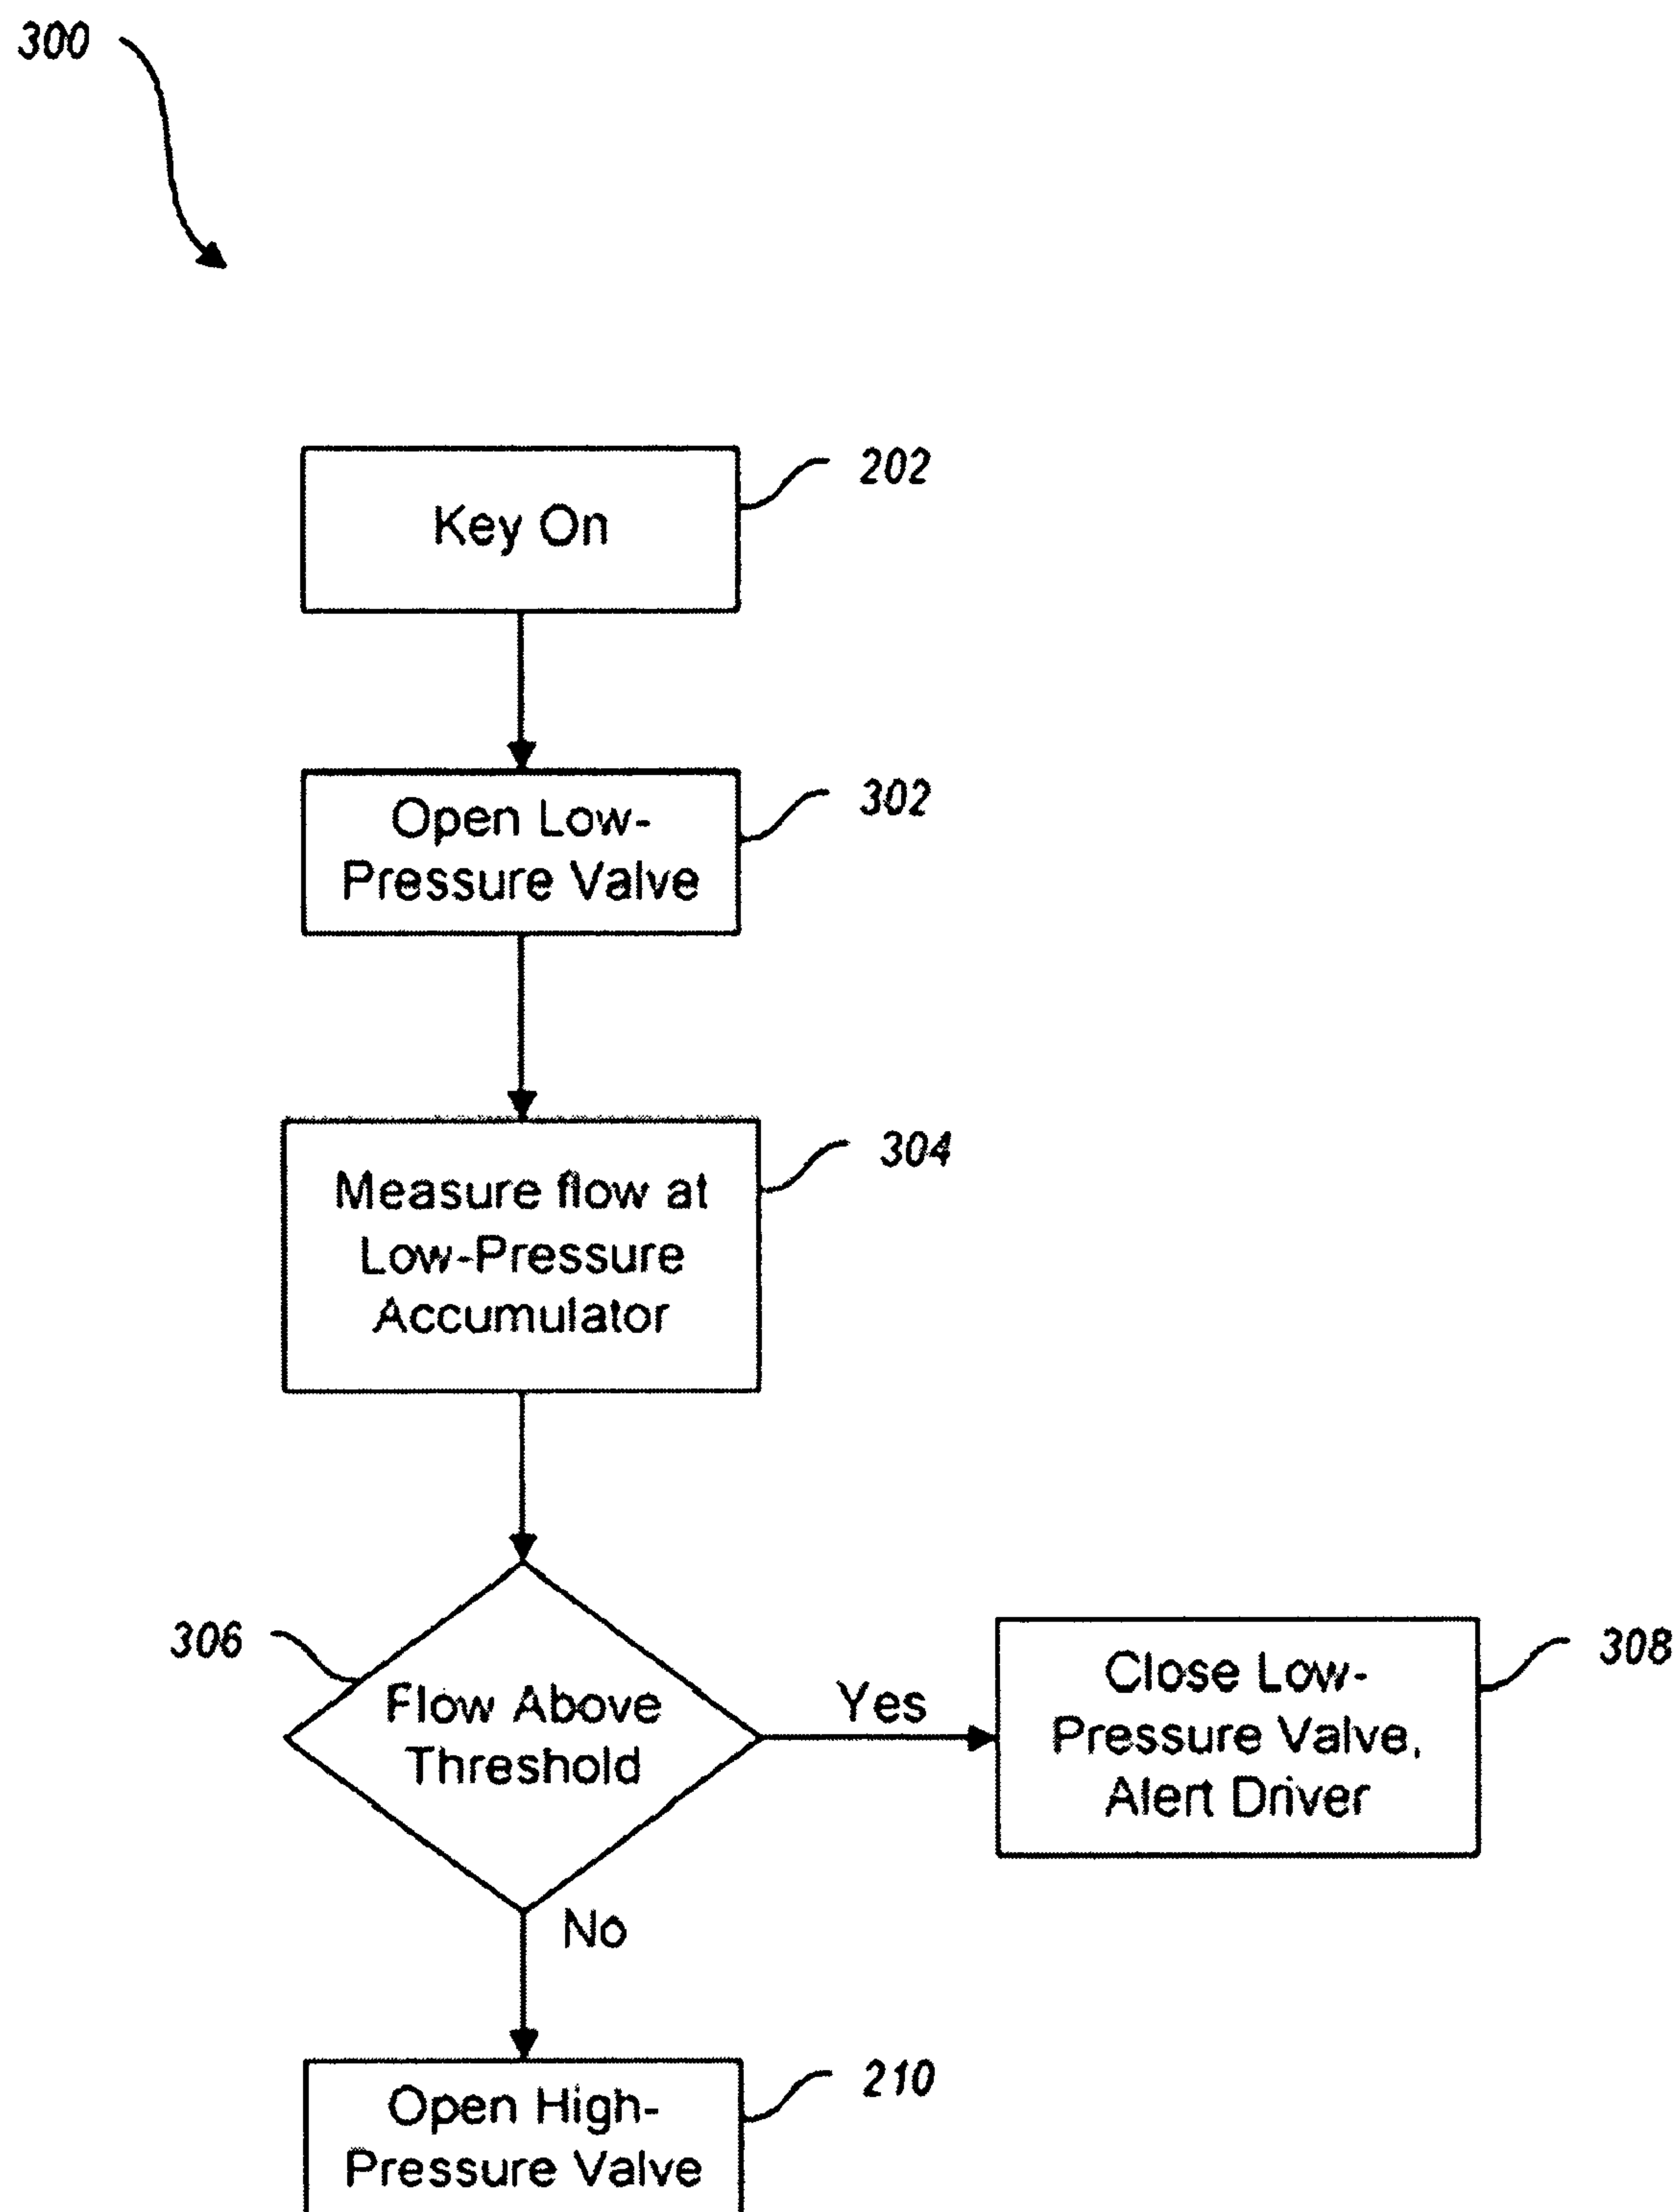 300
Key On
202
Open Low-
Pressure Valve
302
Measure flow at
Low-Pressure
Accumulator
304
306
Flow Above
Threshold
Yes
Close Low-
Pressure Valve,
Alert Driver
308
No
Open High-
Pressure Valve
210